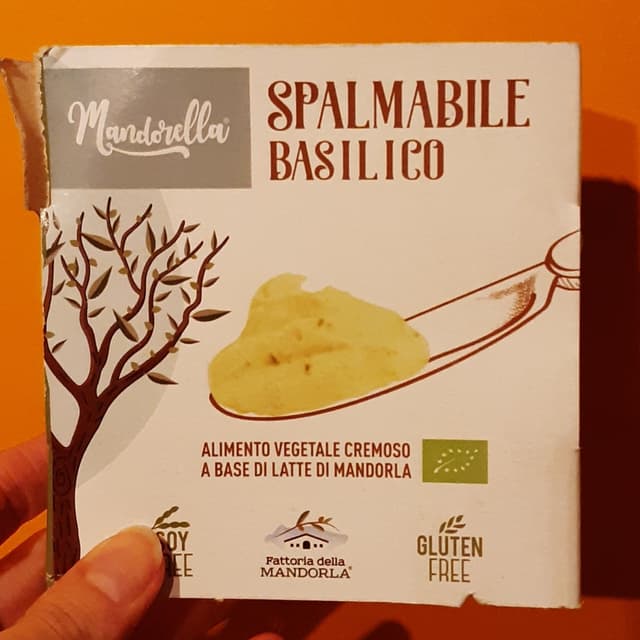 Mandorella®
SPALMABILE
BASILICO
ALIMENTO VEGETALE CREMOSO
A BASE DI LATTE DI MANDORLA
Fattoria della
MANDORLA®
GLUTEN
FREE